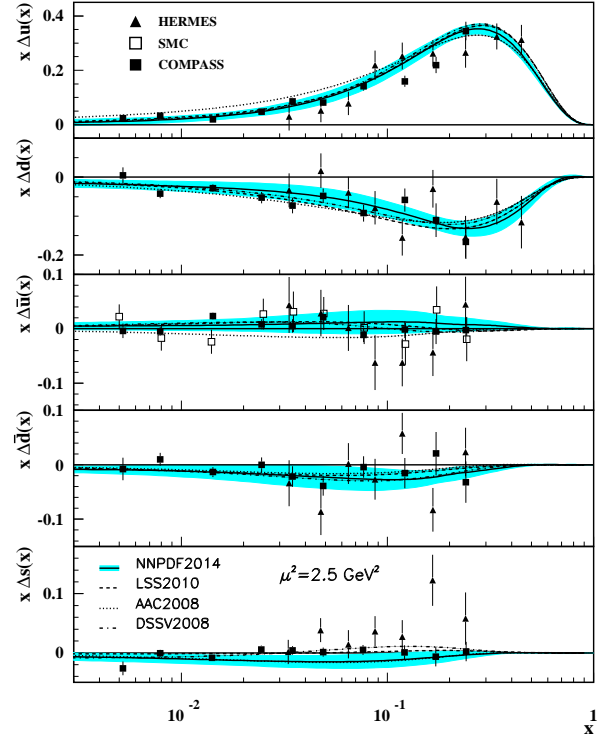 x Δu(x)
0.4
0.2
0
▲ HERMES
□ SMC
■ COMPASS
x Δd(x)
0
-0.2
x Δū(x)
0.1
0
-0.1
x Δd̄(x)
0.1
0
-0.1
x Δs(x)
0.1
0
NNPDF2014
LSS2010
AAC2008
DSSV2008
μ²=2.5 GeV²
10⁻² 10⁻¹ 1
x